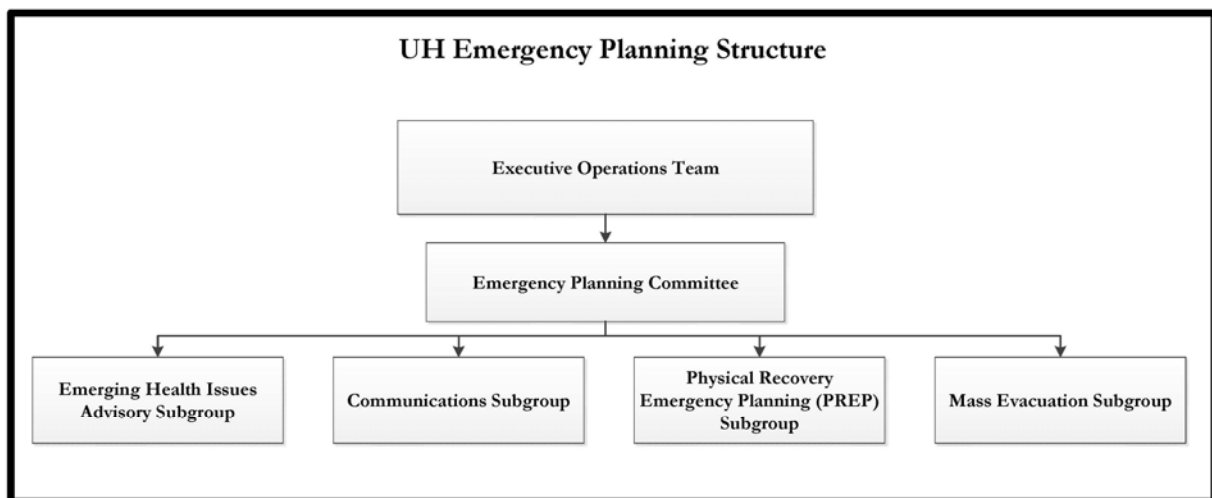 UH Emergency Planning Structure
Executive Operations Team
Emergency Planning Committee
Emerging Health Issues
Advisory Subgroup
Communications Subgroup
Physical Recovery
Emergency Planning (PREP)
Subgroup
Mass Evacuation Subgroup